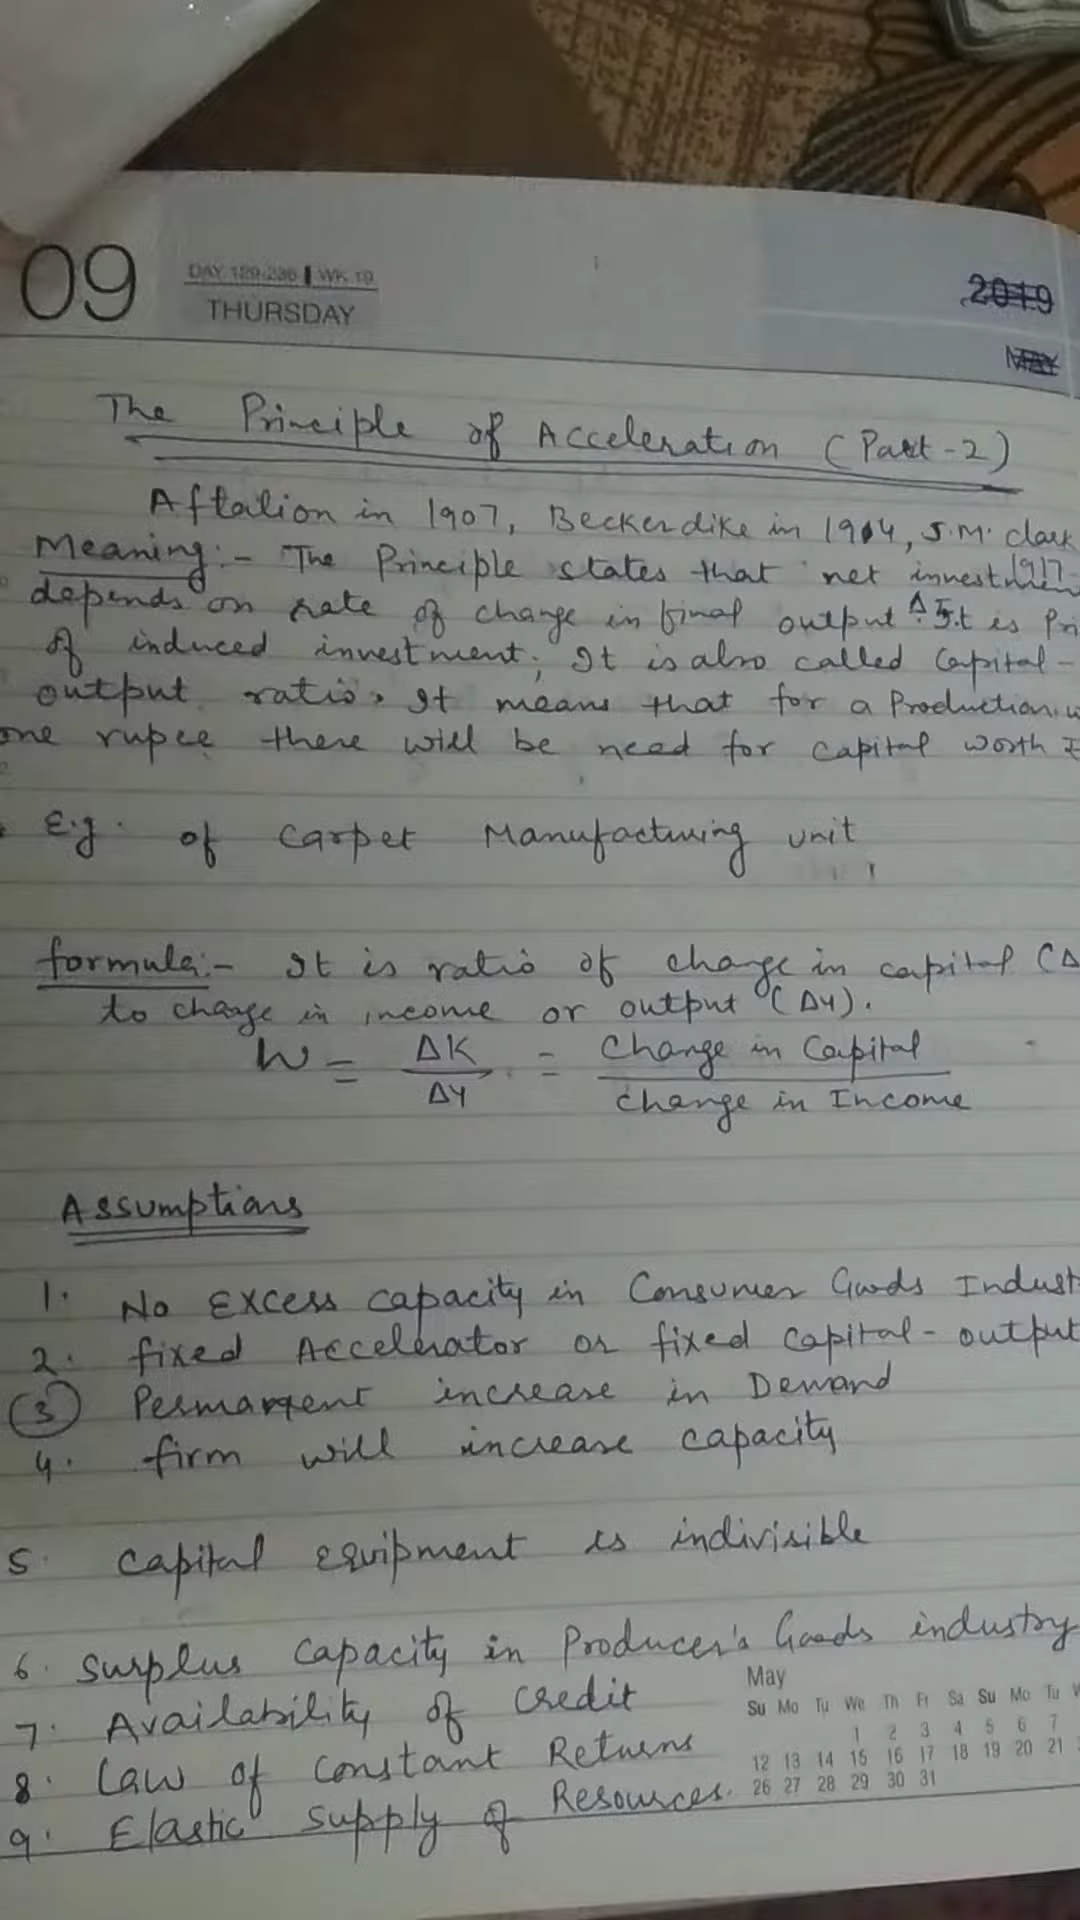 09
DAY 129-236 | WK 19
THURSDAY
2019
MAY
The Principle of Acceleration (Part-2)
Aftalion in 1907, Beckerdike in 1914, J.M. Clark
1917
Meaning:- The Principle states that net investmen
depends on rate of change in final output. It is Pri
of induced investment. It is also called Capital-
output ratio, It means that for a Production
one rupee there will be need for capital worth
E.g. of Carpet Manufacturing unit
formula:- It is ratio of change in capital (Δ
to change in income or output (ΔY).
W = ΔK / ΔY = Change in Capital / change in Income
Assumptions
1. No Excess capacity in Consumer Goods Indust
2. fixed Accelerator or fixed capital-output
3 Permanent increase in Demand
4. firm will increase capacity
5. Capital equipment is indivisible
6. Surplus Capacity in Producer's Goods industry
7. Availability of Credit
8. Law of Constant Returns
9. Elastic Supply of Resources.
May
Su Mo Tu We Th Fr Sa Su Mo Tu
1 2 3 4 5 6 7
12 13 14 15 16 17 18 19 20 21
26 27 28 29 30 31